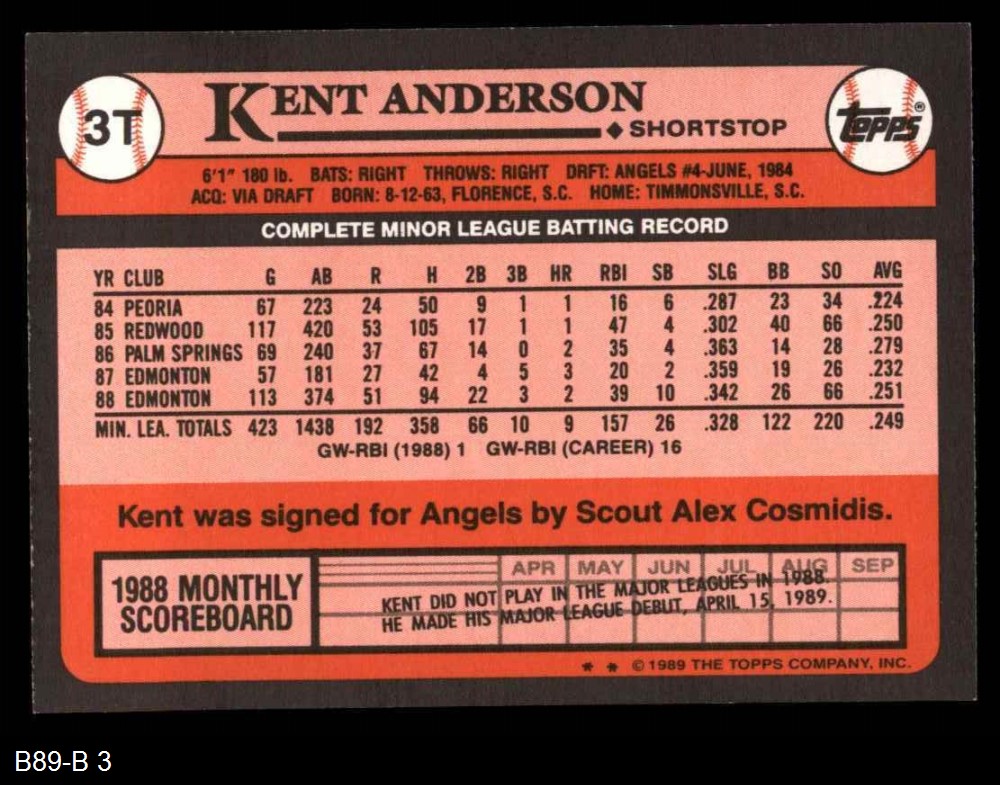 3T
KENT ANDERSON
◆ SHORTSTOP
TOPPS®
6'1" 180 lb. BATS: RIGHT THROWS: RIGHT DRFT: ANGELS #4-JUNE, 1984
ACQ: VIA DRAFT BORN: 8-12-63, FLORENCE, S.C. HOME: TIMMONSVILLE, S.C.
COMPLETE MINOR LEAGUE BATTING RECORD
YR CLUB G AB R H 2B 3B HR RBI SB SLG BB SO AVG
84 PEORIA 67 223 24 50 9 1 1 16 6 .287 23 34 .224
85 REDWOOD 117 420 53 105 17 1 1 47 4 .302 40 66 .250
86 PALM SPRINGS 69 240 37 67 14 0 2 35 4 .363 14 28 .279
87 EDMONTON 57 181 27 42 4 5 3 20 2 .359 19 26 .232
88 EDMONTON 113 374 51 94 22 3 2 39 10 .342 26 66 .251
MIN. LEA. TOTALS 423 1438 192 358 66 10 9 157 26 .328 122 220 .249
GW-RBI (1988) 1 GW-RBI (CAREER) 16
Kent was signed for Angels by Scout Alex Cosmidis.
1988 MONTHLY
SCOREBOARD
APR MAY JUN JUL AUG SEP
KENT DID NOT PLAY IN THE MAJOR LEAGUES IN 1988.
HE MADE HIS MAJOR LEAGUE DEBUT, APRIL 15, 1989.
* * © 1989 THE TOPPS COMPANY, INC.
B89-B 3